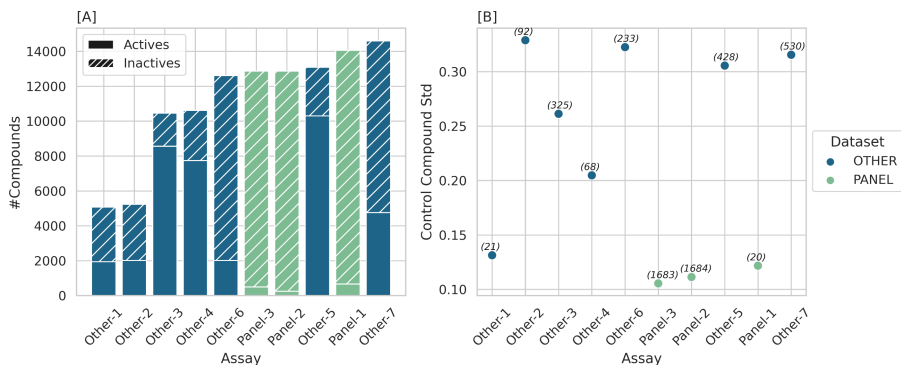 [A]
14000
12000
10000
8000
6000
4000
2000
0
#Compounds
Actives
Inactives
Other-1
Other-2
Other-3
Other-4
Other-6
Panel-3
Panel-2
Other-5
Panel-1
Other-7
Assay
[B]
0.30
0.25
0.20
0.15
0.10
Control Compound Std
(21)
(92)
(325)
(68)
(233)
(1683)
(1684)
(428)
(20)
(530)
Other-1
Other-2
Other-3
Other-4
Other-6
Panel-3
Panel-2
Other-5
Panel-1
Other-7
Assay
Dataset
OTHER
PANEL